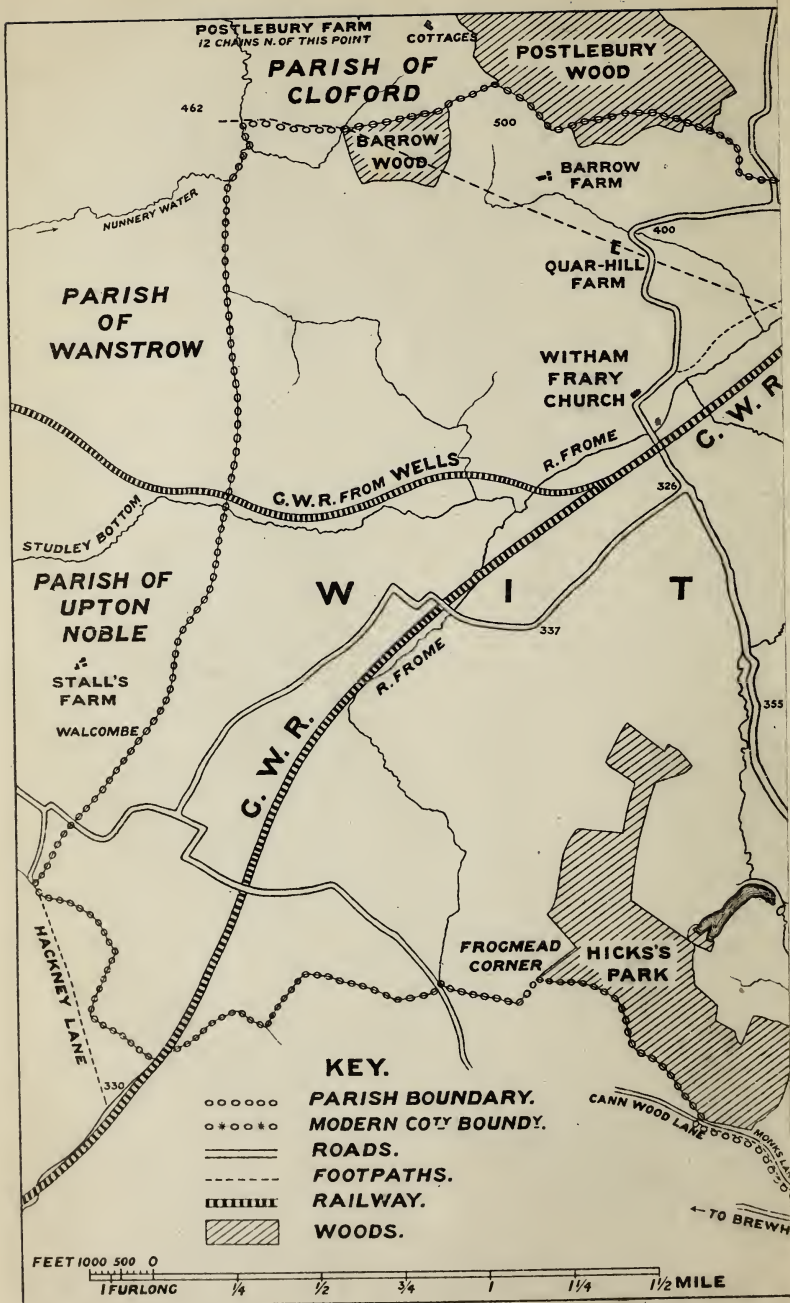 POSTLEBURY FARM
12 CHAINS N. OF THIS POINT
COTTAGES
POSTLEBURY
WOOD
PARISH OF
CLOFORD
462
500
BARROW
WOOD
BARROW
FARM
NUNNERY WATER
400
QUAR-HILL
FARM
PARISH
OF
WANSTROW
WITHAM
FRARY
CHURCH
G. W. R
R. FROME
G.W.R. FROM WELLS
326
STUDLEY BOTTOM
PARISH OF
UPTON
NOBLE
W I T
337
R. FROME
STALL'S
FARM
WALCOMBE
355
G. W. R.
HACKNEY LANE
FROGMEAD
CORNER
HICKS'S
PARK
330
KEY.
PARISH BOUNDARY.
MODERN COTY BOUNDY.
ROADS.
FOOTPATHS.
RAILWAY.
WOODS.
CANN WOOD LANE
MONKS LAN
←TO BREWH
FEET 1000 500 0
1 FURLONG 1/4 1/2 3/4 1 1 1/4 1 1/2 MILE